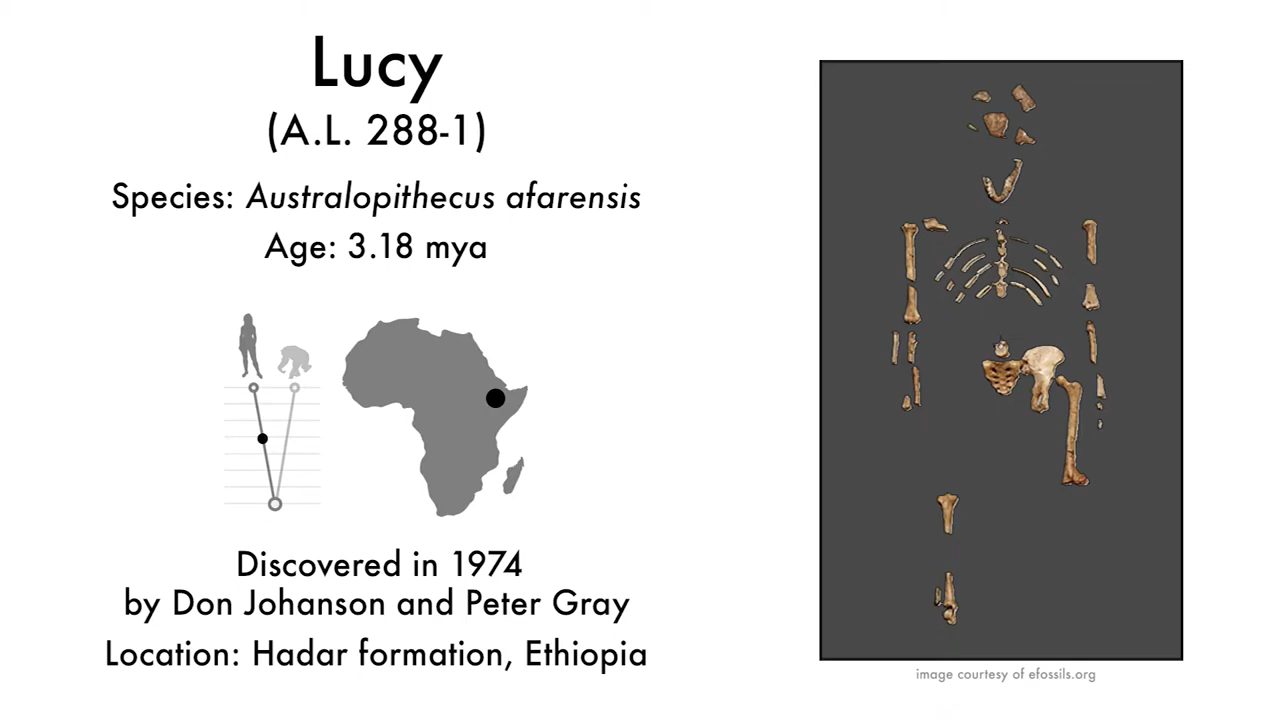 Lucy
(A.L. 288-1)
Species: Australopithecus afarensis
Age: 3.18 mya
Discovered in 1974
by Don Johanson and Peter Gray
Location: Hadar formation, Ethiopia
image courtesy of efossils.org